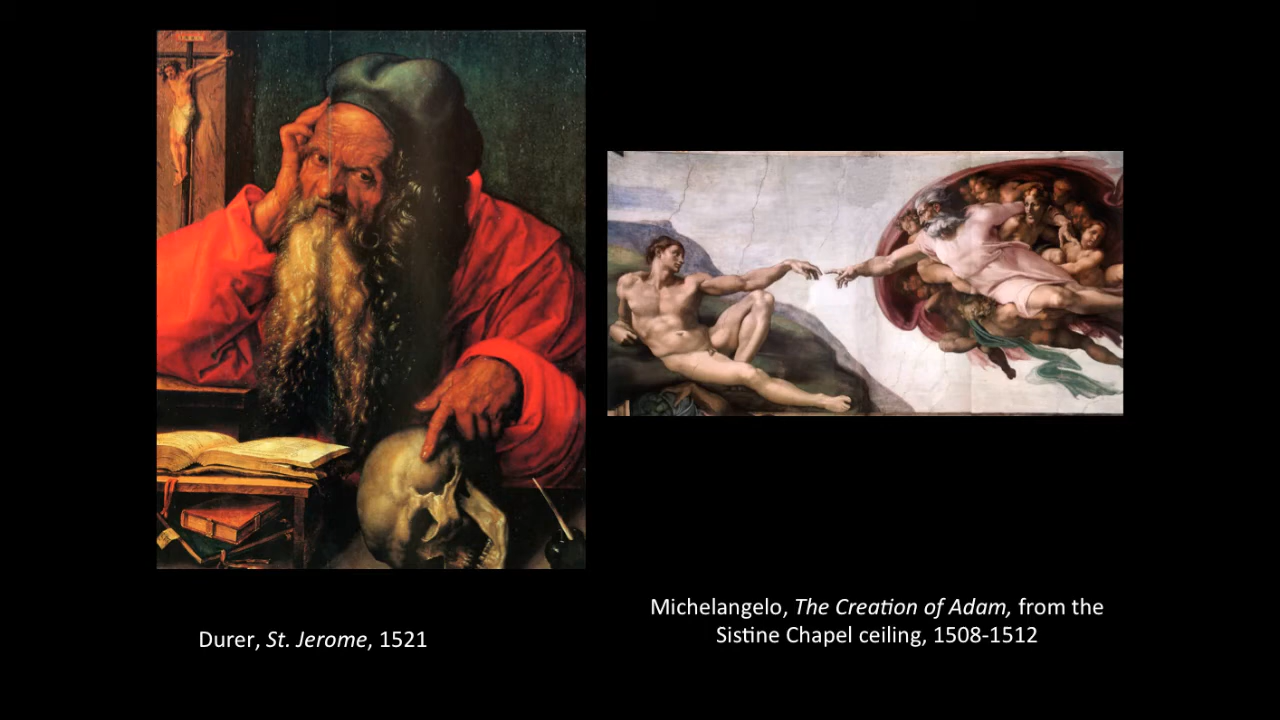 Durer, St. Jerome, 1521
Michelangelo, The Creation of Adam, from the
Sistine Chapel ceiling, 1508-1512